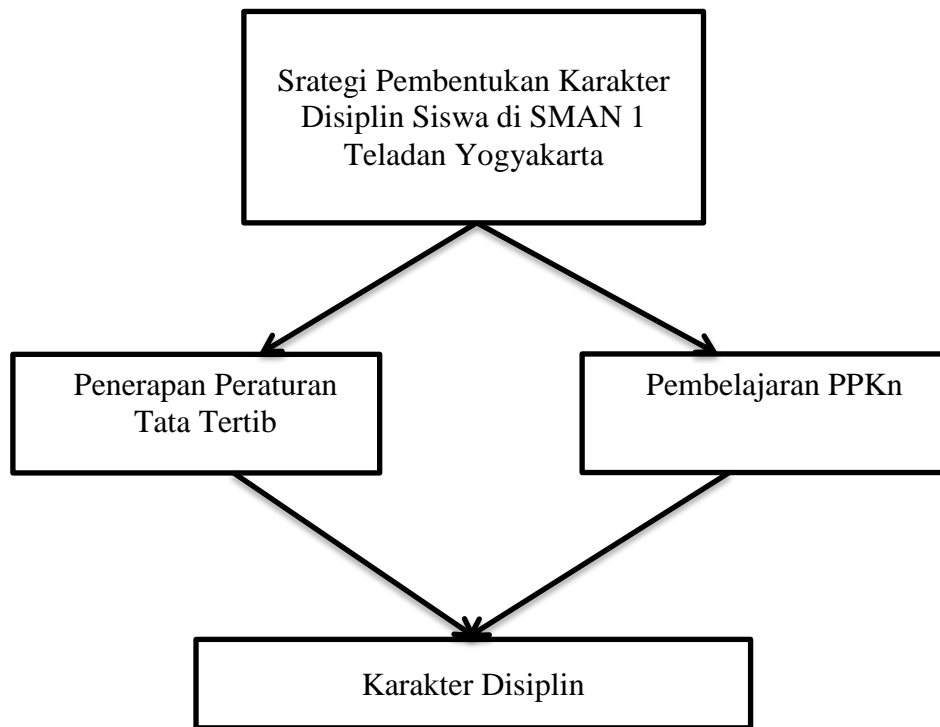 Srategi Pembentukan Karakter
Disiplin Siswa di SMAN 1
Teladan Yogyakarta
Penerapan Peraturan
Tata Tertib
Pembelajaran PPKn
Karakter Disiplin